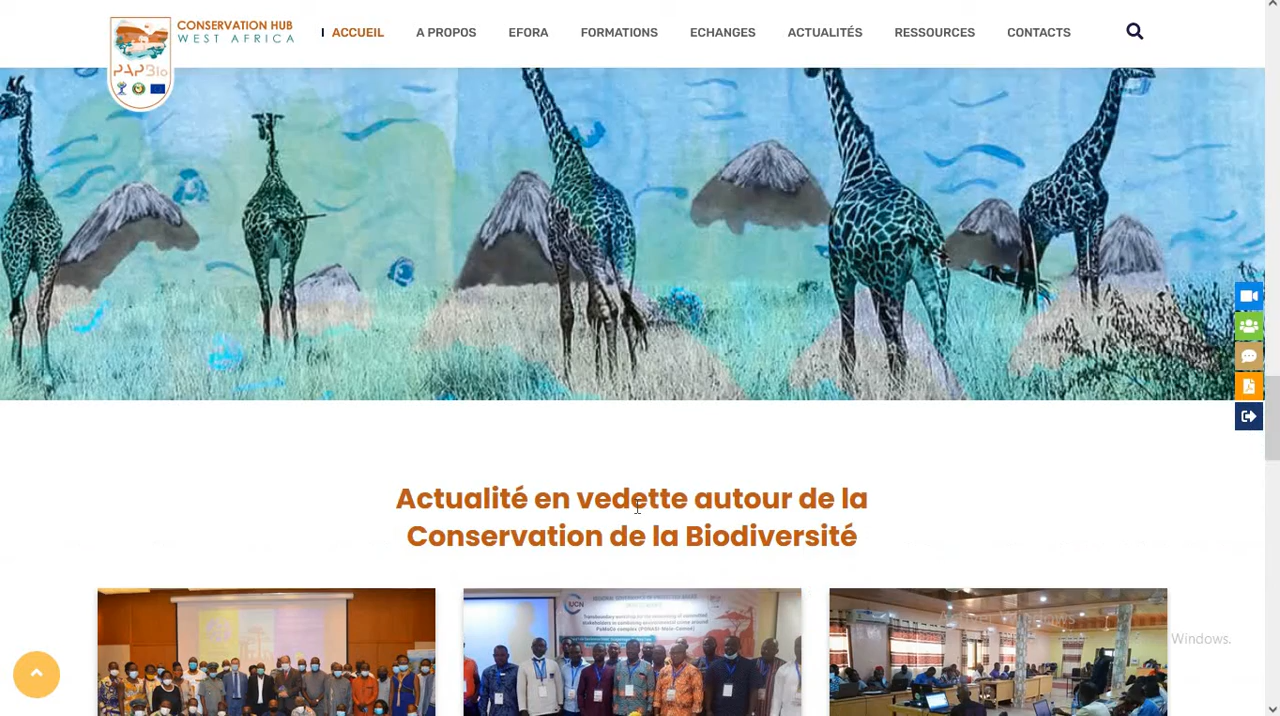 CONSERVATION HUB
WEST AFRICA
PAPBio
ACCUEIL
A PROPOS
EFORA
FORMATIONS
ECHANGES
ACTUALITÉS
RESSOURCES
CONTACTS
Actualité en vedette autour de la
Conservation de la Biodiversité
IUCN
Windows.